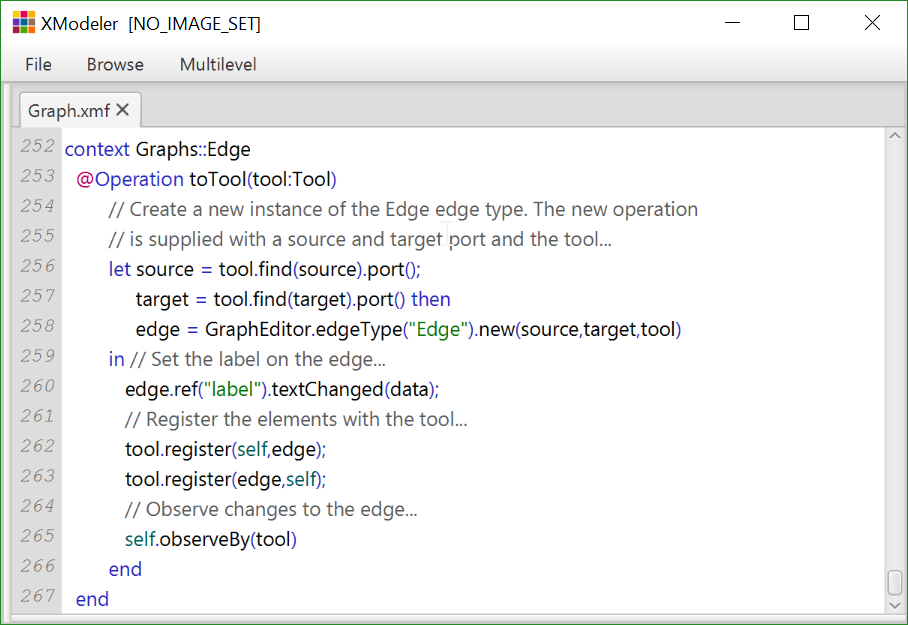 XModeler [NO_IMAGE_SET]
File Browse Multilevel
Graph.xmf
252 context Graphs::Edge
253 @Operation toTool(tool:Tool)
254 // Create a new instance of the Edge edge type. The new operation
255 // is supplied with a source and target port and the tool...
256 let source = tool.find(source).port();
257 target = tool.find(target).port() then
258 edge = GraphEditor.edgeType("Edge").new(source,target,tool)
259 in // Set the label on the edge...
260 edge.ref("label").textChanged(data);
261 // Register the elements with the tool...
262 tool.register(self,edge);
263 tool.register(edge,self);
264 // Observe changes to the edge...
265 self.observeBy(tool)
266 end
267 end